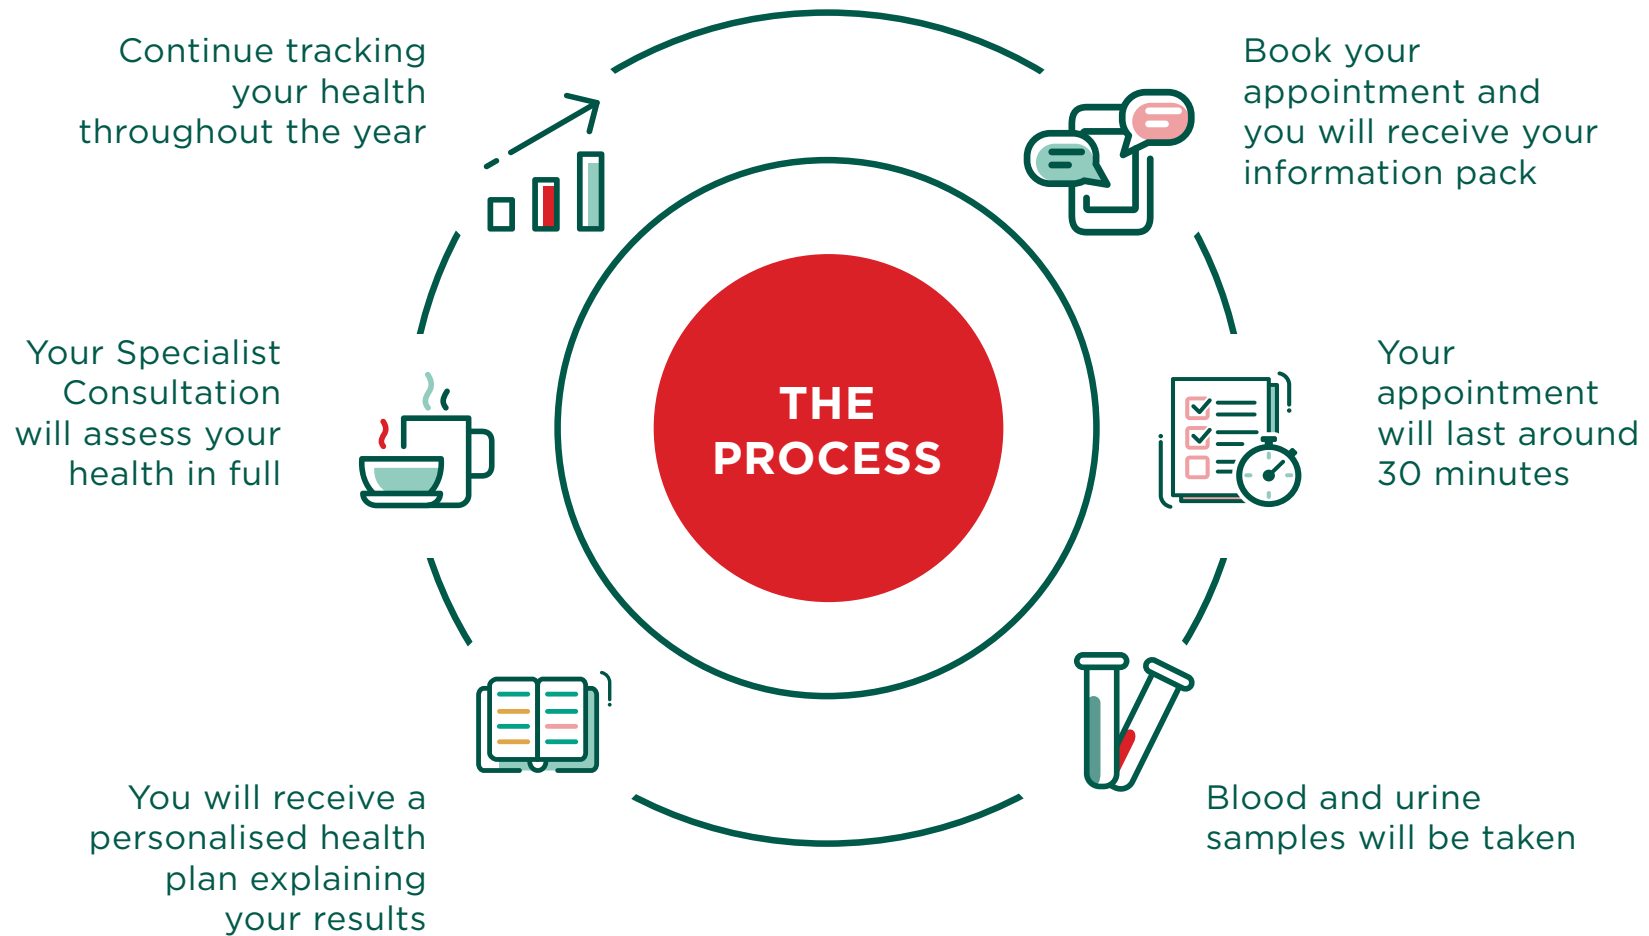 THE
PROCESS
Book your
appointment and
you will receive your
information pack
Your
appointment
will last around
30 minutes
Blood and urine
samples will be taken
You will receive a
personalised health
plan explaining
your results
Your Specialist
Consultation
will assess your
health in full
Continue tracking
your health
throughout the year